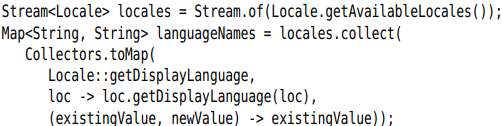 Stream<Locale> locales = Stream.of(Locale.getAvailableLocales());
Map<String, String> languageNames = locales.collect(
Collectors.toMap(
Locale::getDisplayLanguage,
loc -> loc.getDisplayLanguage(loc),
(existingValue, newValue) -> existingValue));